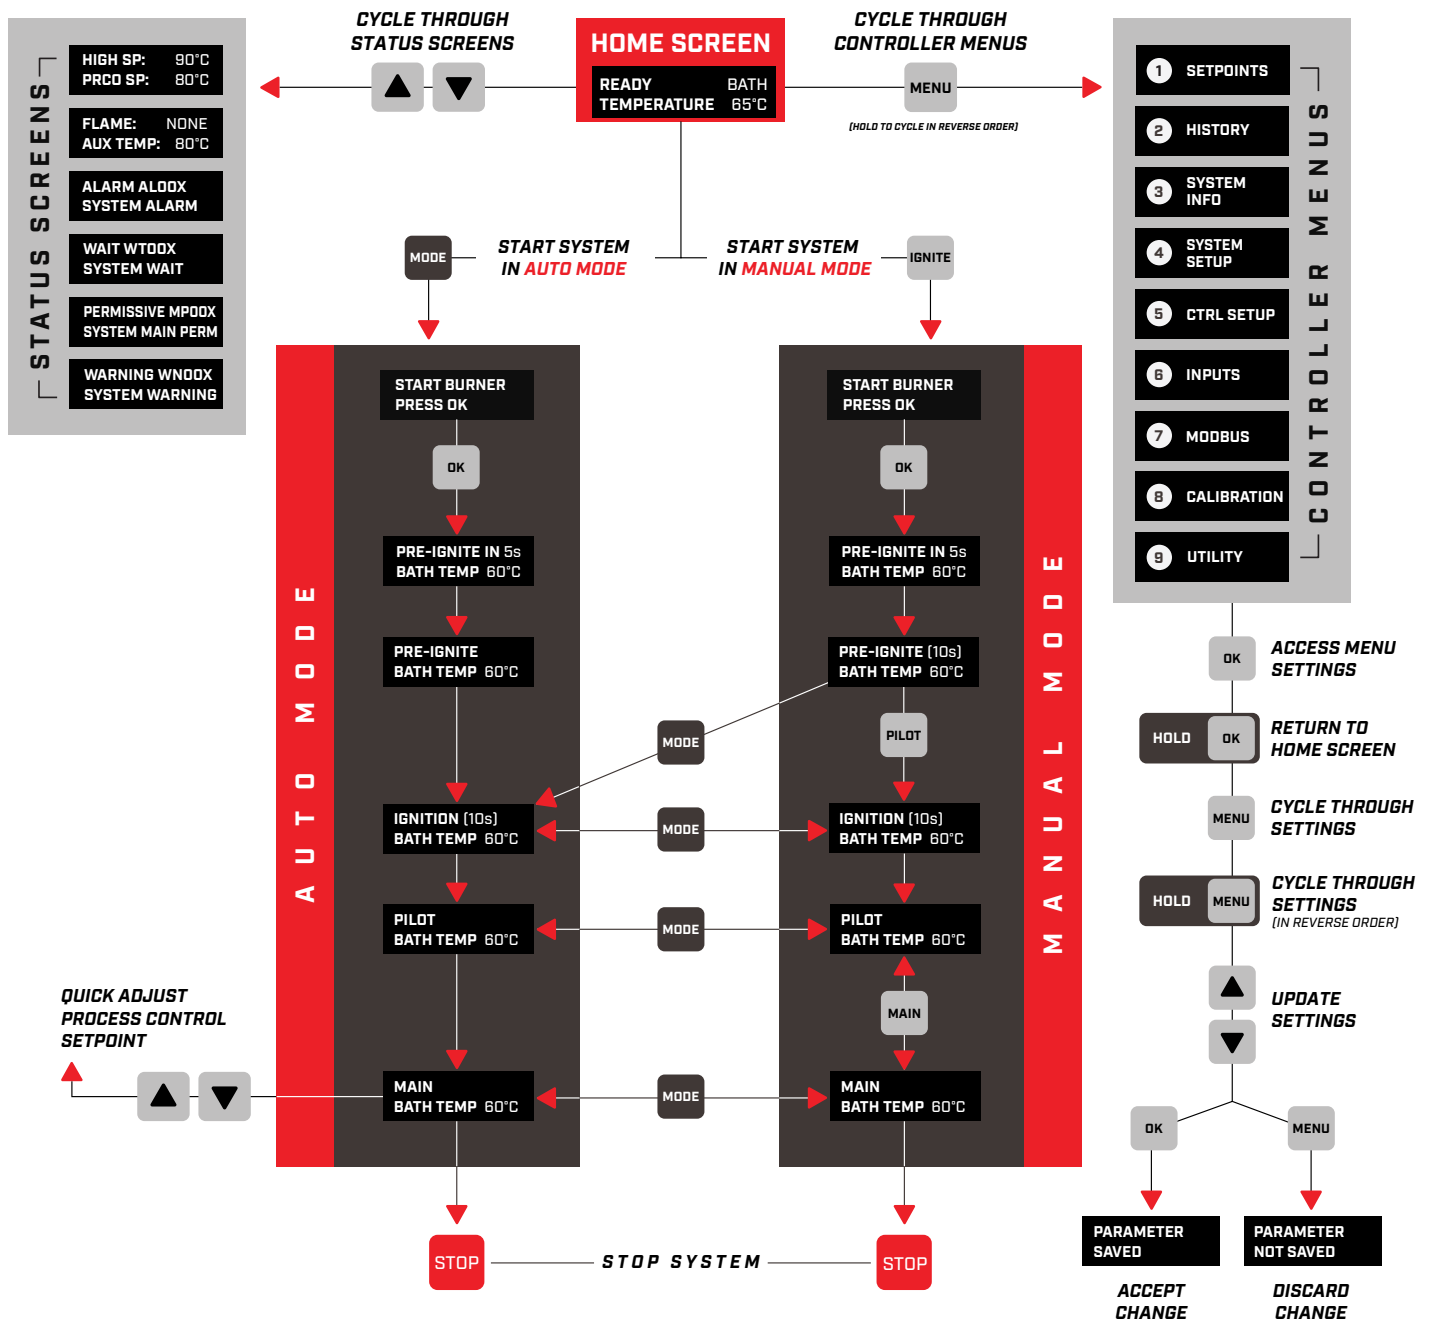 CYCLE THROUGH
STATUS SCREENS
HOME SCREEN
READY BATH
TEMPERATURE 65°C
CYCLE THROUGH
CONTROLLER MENUS
MENU
(HOLD TO CYCLE IN REVERSE ORDER)
STATUS SCREENS
HIGH SP: 90°C
PRCO SP: 80°C
FLAME: NONE
AUX TEMP: 80°C
ALARM AL00X
SYSTEM ALARM
WAIT WT00X
SYSTEM WAIT
PERMISSIVE MP00X
SYSTEM MAIN PERM
WARNING WN00X
SYSTEM WARNING
CONTROLLER MENUS
1 SETPOINTS
2 HISTORY
3 SYSTEM
INFO
4 SYSTEM
SETUP
5 CTRL SETUP
6 INPUTS
7 MODBUS
8 CALIBRATION
9 UTILITY
MODE
START SYSTEM
IN AUTO MODE
START SYSTEM
IN MANUAL MODE
IGNITE
AUTO MODE
START BURNER
PRESS OK
OK
PRE-IGNITE IN 5s
BATH TEMP 60°C
PRE-IGNITE
BATH TEMP 60°C
IGNITION (10s)
BATH TEMP 60°C
PILOT
BATH TEMP 60°C
MAIN
BATH TEMP 60°C
MODE
MODE
MODE
MODE
MANUAL MODE
START BURNER
PRESS OK
OK
PRE-IGNITE IN 5s
BATH TEMP 60°C
PRE-IGNITE (10s)
BATH TEMP 60°C
PILOT
IGNITION (10s)
BATH TEMP 60°C
PILOT
BATH TEMP 60°C
MAIN
MAIN
BATH TEMP 60°C
QUICK ADJUST
PROCESS CONTROL
SETPOINT
STOP
STOP SYSTEM
STOP
OK
ACCESS MENU
SETTINGS
HOLD OK
RETURN TO
HOME SCREEN
MENU
CYCLE THROUGH
SETTINGS
HOLD MENU
CYCLE THROUGH
SETTINGS
(IN REVERSE ORDER)
UPDATE
SETTINGS
OK
MENU
PARAMETER
SAVED
PARAMETER
NOT SAVED
ACCEPT
CHANGE
DISCARD
CHANGE